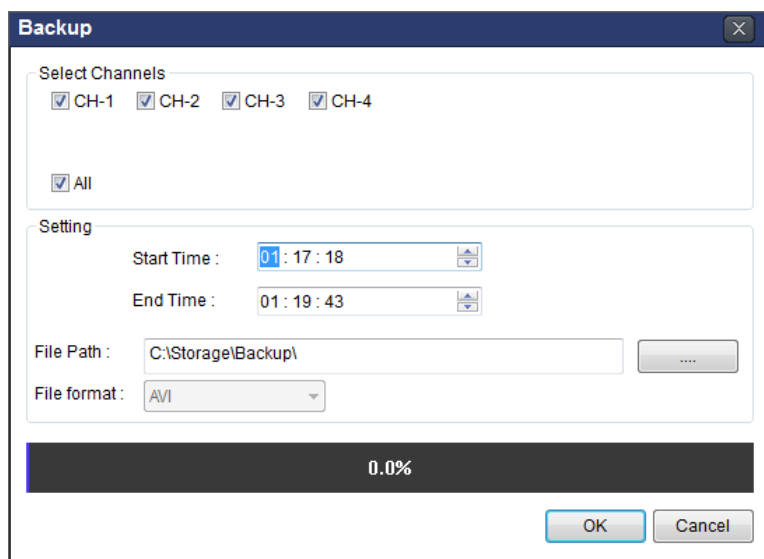 Backup
Select Channels
CH-1 CH-2 CH-3 CH-4
All
Setting
Start Time : 01 : 17 : 18
End Time : 01 : 19 : 43
File Path : C:\Storage\Backup\ ....
File format : AVI
0.0%
OK Cancel